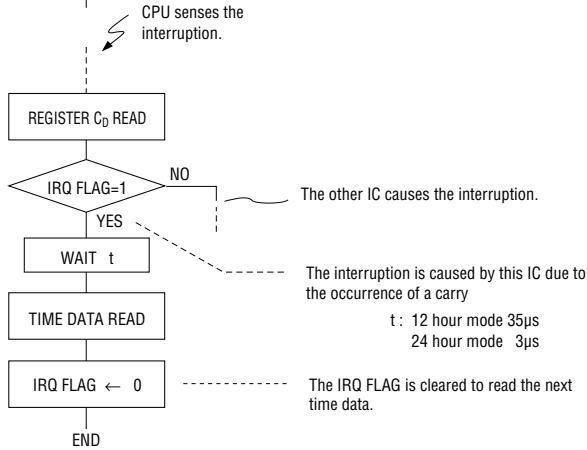 CPU senses the
interruption.
REGISTER CD READ
IRQ FLAG=1
NO
The other IC causes the interruption.
YES
WAIT t
The interruption is caused by this IC due to
the occurrence of a carry
t : 12 hour mode 35μs
24 hour mode 3μs
TIME DATA READ
IRQ FLAG ← 0
The IRQ FLAG is cleared to read the next
time data.
END